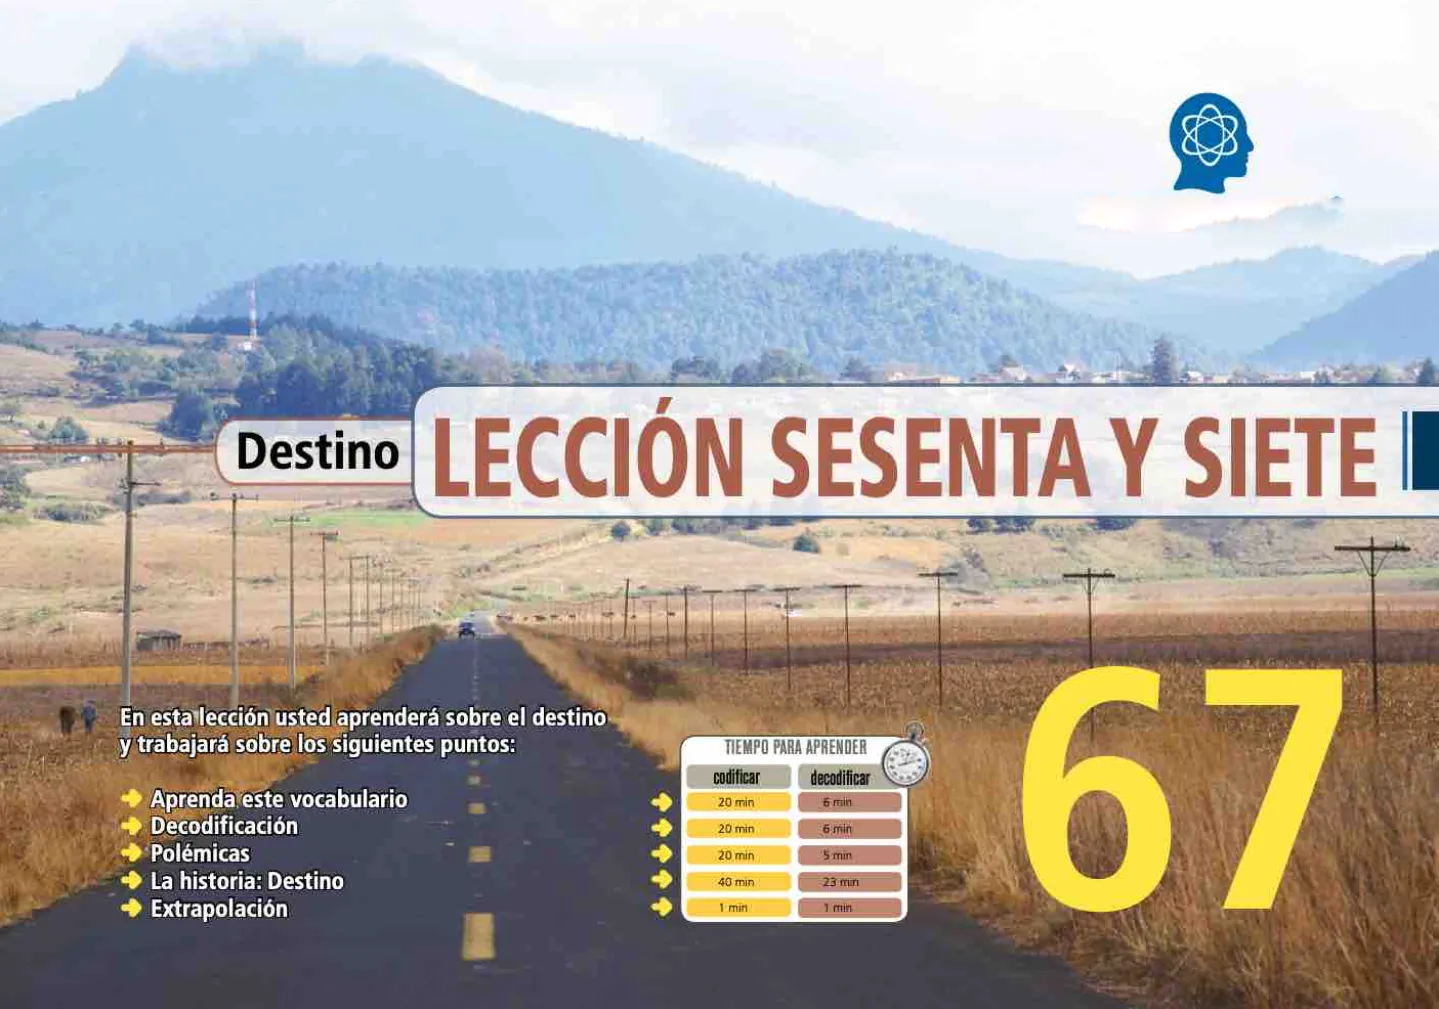 Destino
LECCIÓN SESENTA Y SIETE
67
En esta lección usted aprenderá sobre el destino
y trabajará sobre los siguientes puntos:
Aprenda este vocabulario
Decodificación
Polémicas
La historia: Destino
Extrapolación
TIEMPO PARA APRENDER
codificar decodificar
20 min 6 min
20 min 6 min
20 min 5 min
40 min 23 min
1 min 1 min